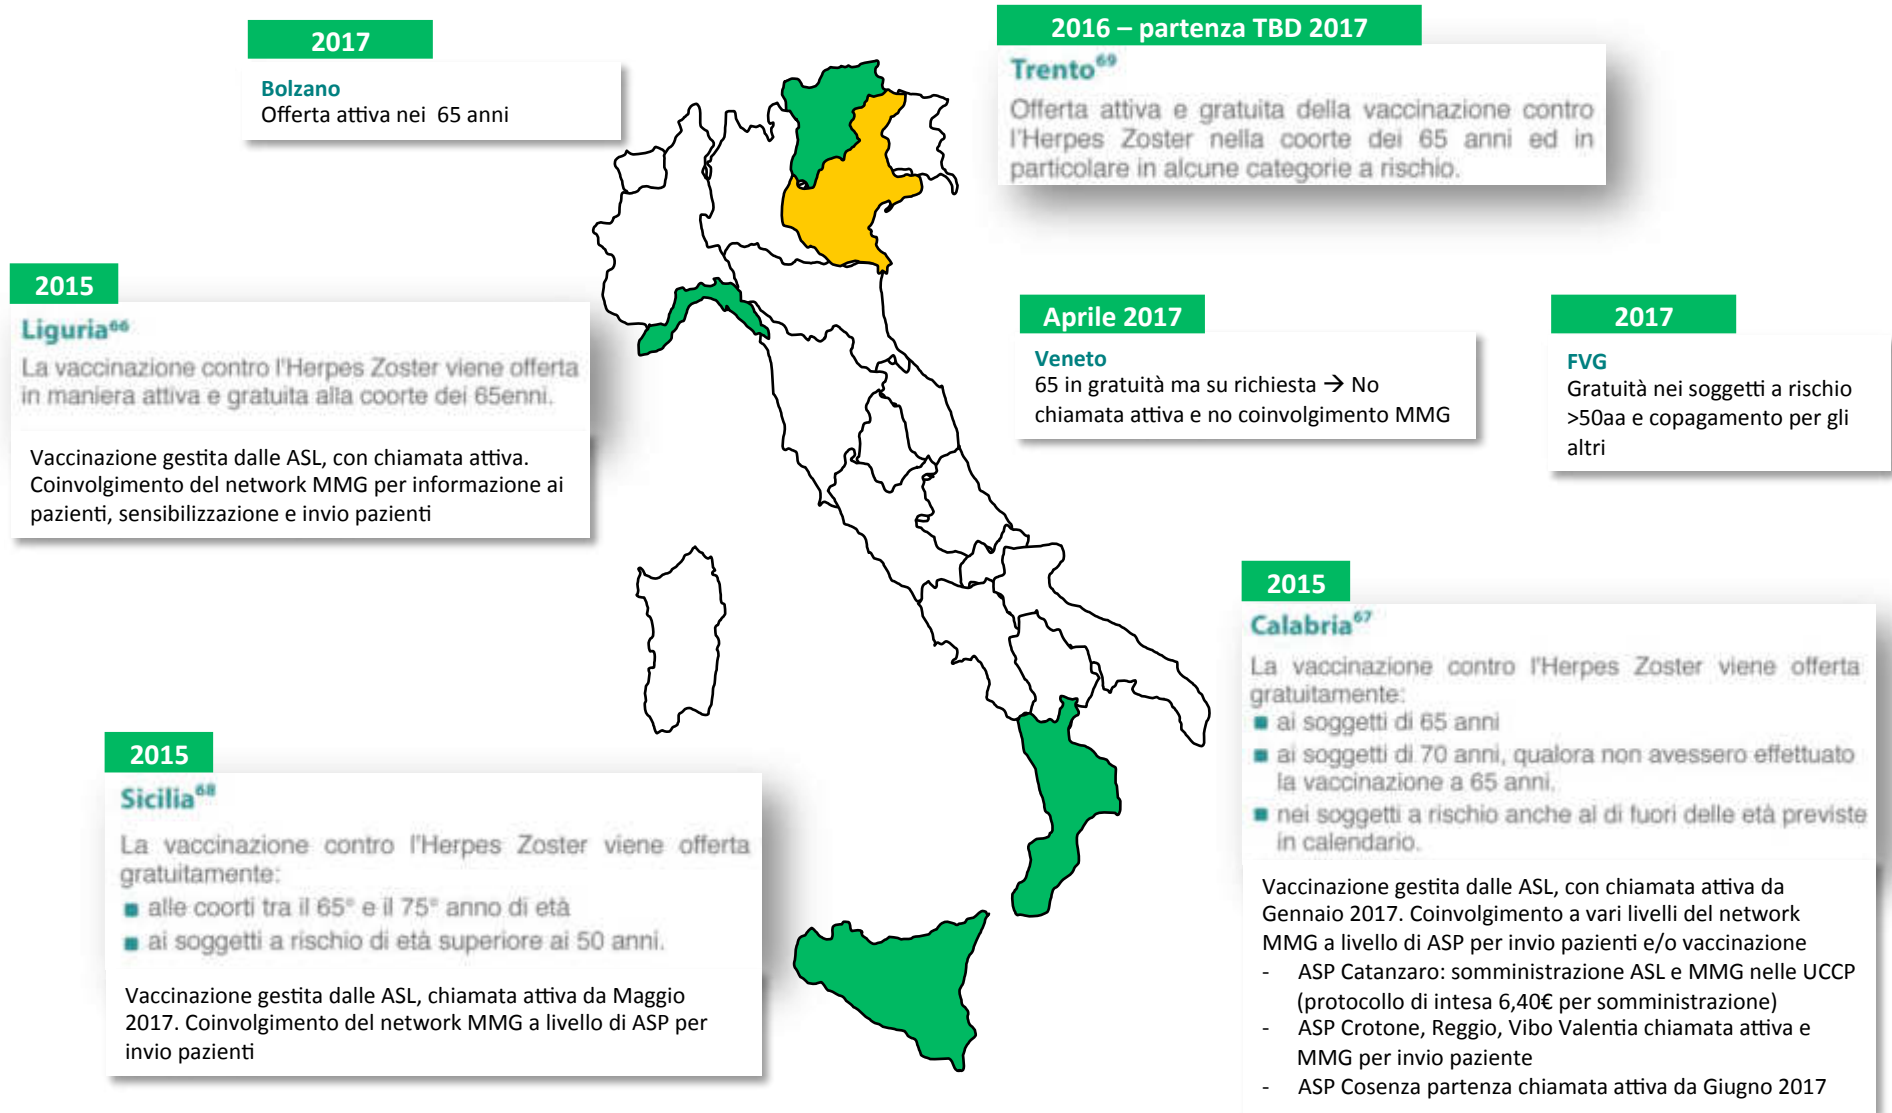 2017
Bolzano
Offerta attiva nei 65 anni
2016 – partenza TBD 2017
Trento69
Offerta attiva e gratuita della vaccinazione contro
l'Herpes Zoster nella coorte dei 65 anni ed in
particolare in alcune categorie a rischio.
2015
Liguria66
La vaccinazione contro l'Herpes Zoster viene offerta
in maniera attiva e gratuita alla coorte dei 65enni.
Vaccinazione gestita dalle ASL, con chiamata attiva.
Coinvolgimento del network MMG per informazione ai
pazienti, sensibilizzazione e invio pazienti
Aprile 2017
Veneto
65 in gratuità ma su richiesta → No
chiamata attiva e no coinvolgimento MMG
2017
FVG
Gratuità nei soggetti a rischio
>50aa e copagamento per gli
altri
2015
Calabria67
La vaccinazione contro l'Herpes Zoster viene offerta
gratuitamente:
■ ai soggetti di 65 anni
■ ai soggetti di 70 anni, qualora non avessero effettuato
la vaccinazione a 65 anni.
■ nei soggetti a rischio anche al di fuori delle età previste
in calendario.
Vaccinazione gestita dalle ASL, con chiamata attiva da
Gennaio 2017. Coinvolgimento a vari livelli del network
MMG a livello di ASP per invio pazienti e/o vaccinazione
- ASP Catanzaro: somministrazione ASL e MMG nelle UCCP
(protocollo di intesa 6,40€ per somministrazione)
- ASP Crotone, Reggio, Vibo Valentia chiamata attiva e
MMG per invio paziente
- ASP Cosenza partenza chiamata attiva da Giugno 2017
2015
Sicilia68
La vaccinazione contro l'Herpes Zoster viene offerta
gratuitamente:
■ alle coorti tra il 65° e il 75° anno di età
■ ai soggetti a rischio di età superiore ai 50 anni.
Vaccinazione gestita dalle ASL, chiamata attiva da Maggio
2017. Coinvolgimento del network MMG a livello di ASP per
invio pazienti